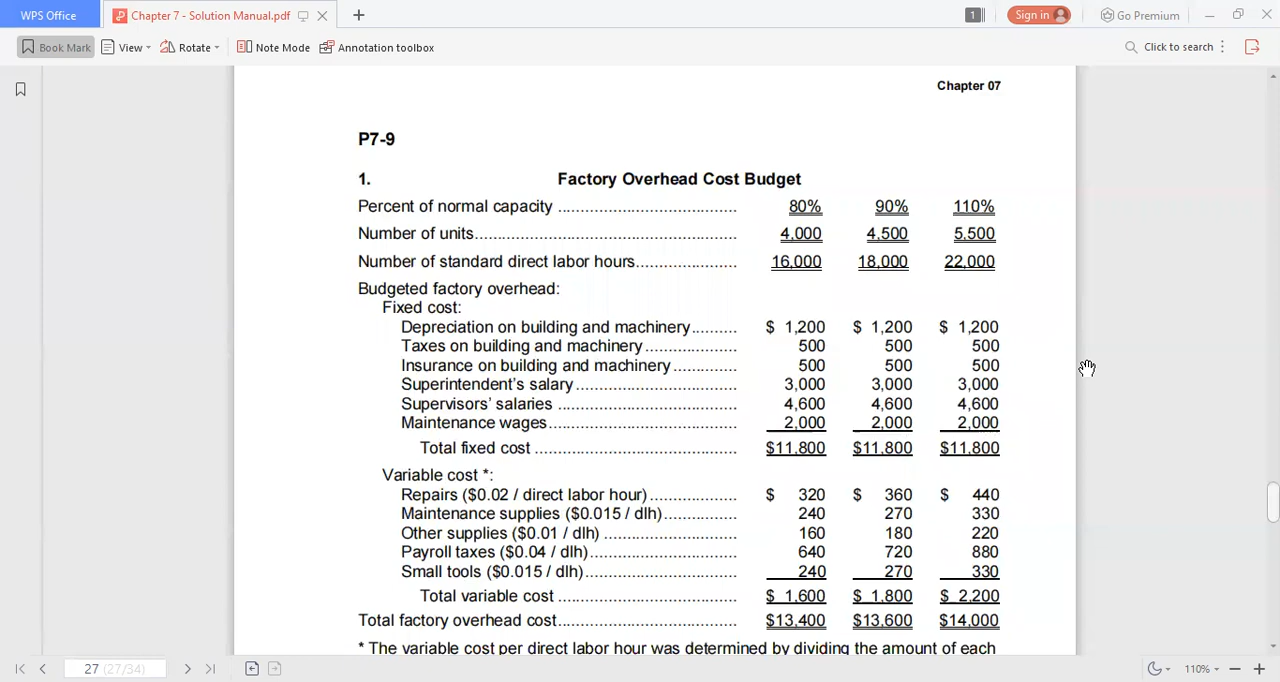 WPS Office Chapter 7 - Solution Manual.pdf 1 Sign in Go Premium
Book Mark View Rotate Note Mode Annotation toolbox Click to search
Chapter 07
P7-9
1. Factory Overhead Cost Budget
Percent of normal capacity ........................................ 80% 90% 110%
Number of units.......................................................... 4,000 4,500 5,500
Number of standard direct labor hours....................... 16,000 18,000 22,000
Budgeted factory overhead:
Fixed cost:
Depreciation on building and machinery.......... $ 1,200 $ 1,200 $ 1,200
Taxes on building and machinery..................... 500 500 500
Insurance on building and machinery.............. 500 500 500
Superintendent's salary.................................... 3,000 3,000 3,000
Supervisors' salaries ........................................ 4,600 4,600 4,600
Maintenance wages.......................................... 2,000 2,000 2,000
Total fixed cost ............................................. $11,800 $11,800 $11,800
Variable cost *:
Repairs ($0.02 / direct labor hour)................... $ 320 $ 360 $ 440
Maintenance supplies ($0.015 / dlh)................ 240 270 330
Other supplies ($0.01 / dlh) .............................. 160 180 220
Payroll taxes ($0.04 / dlh)................................. 640 720 880
Small tools ($0.015 / dlh).................................. 240 270 330
Total variable cost ........................................ $ 1,600 $ 1,800 $ 2,200
Total factory overhead cost........................................ $13,400 $13,600 $14,000
* The variable cost per direct labor hour was determined by dividing the amount of each
27 (27/34) 110%